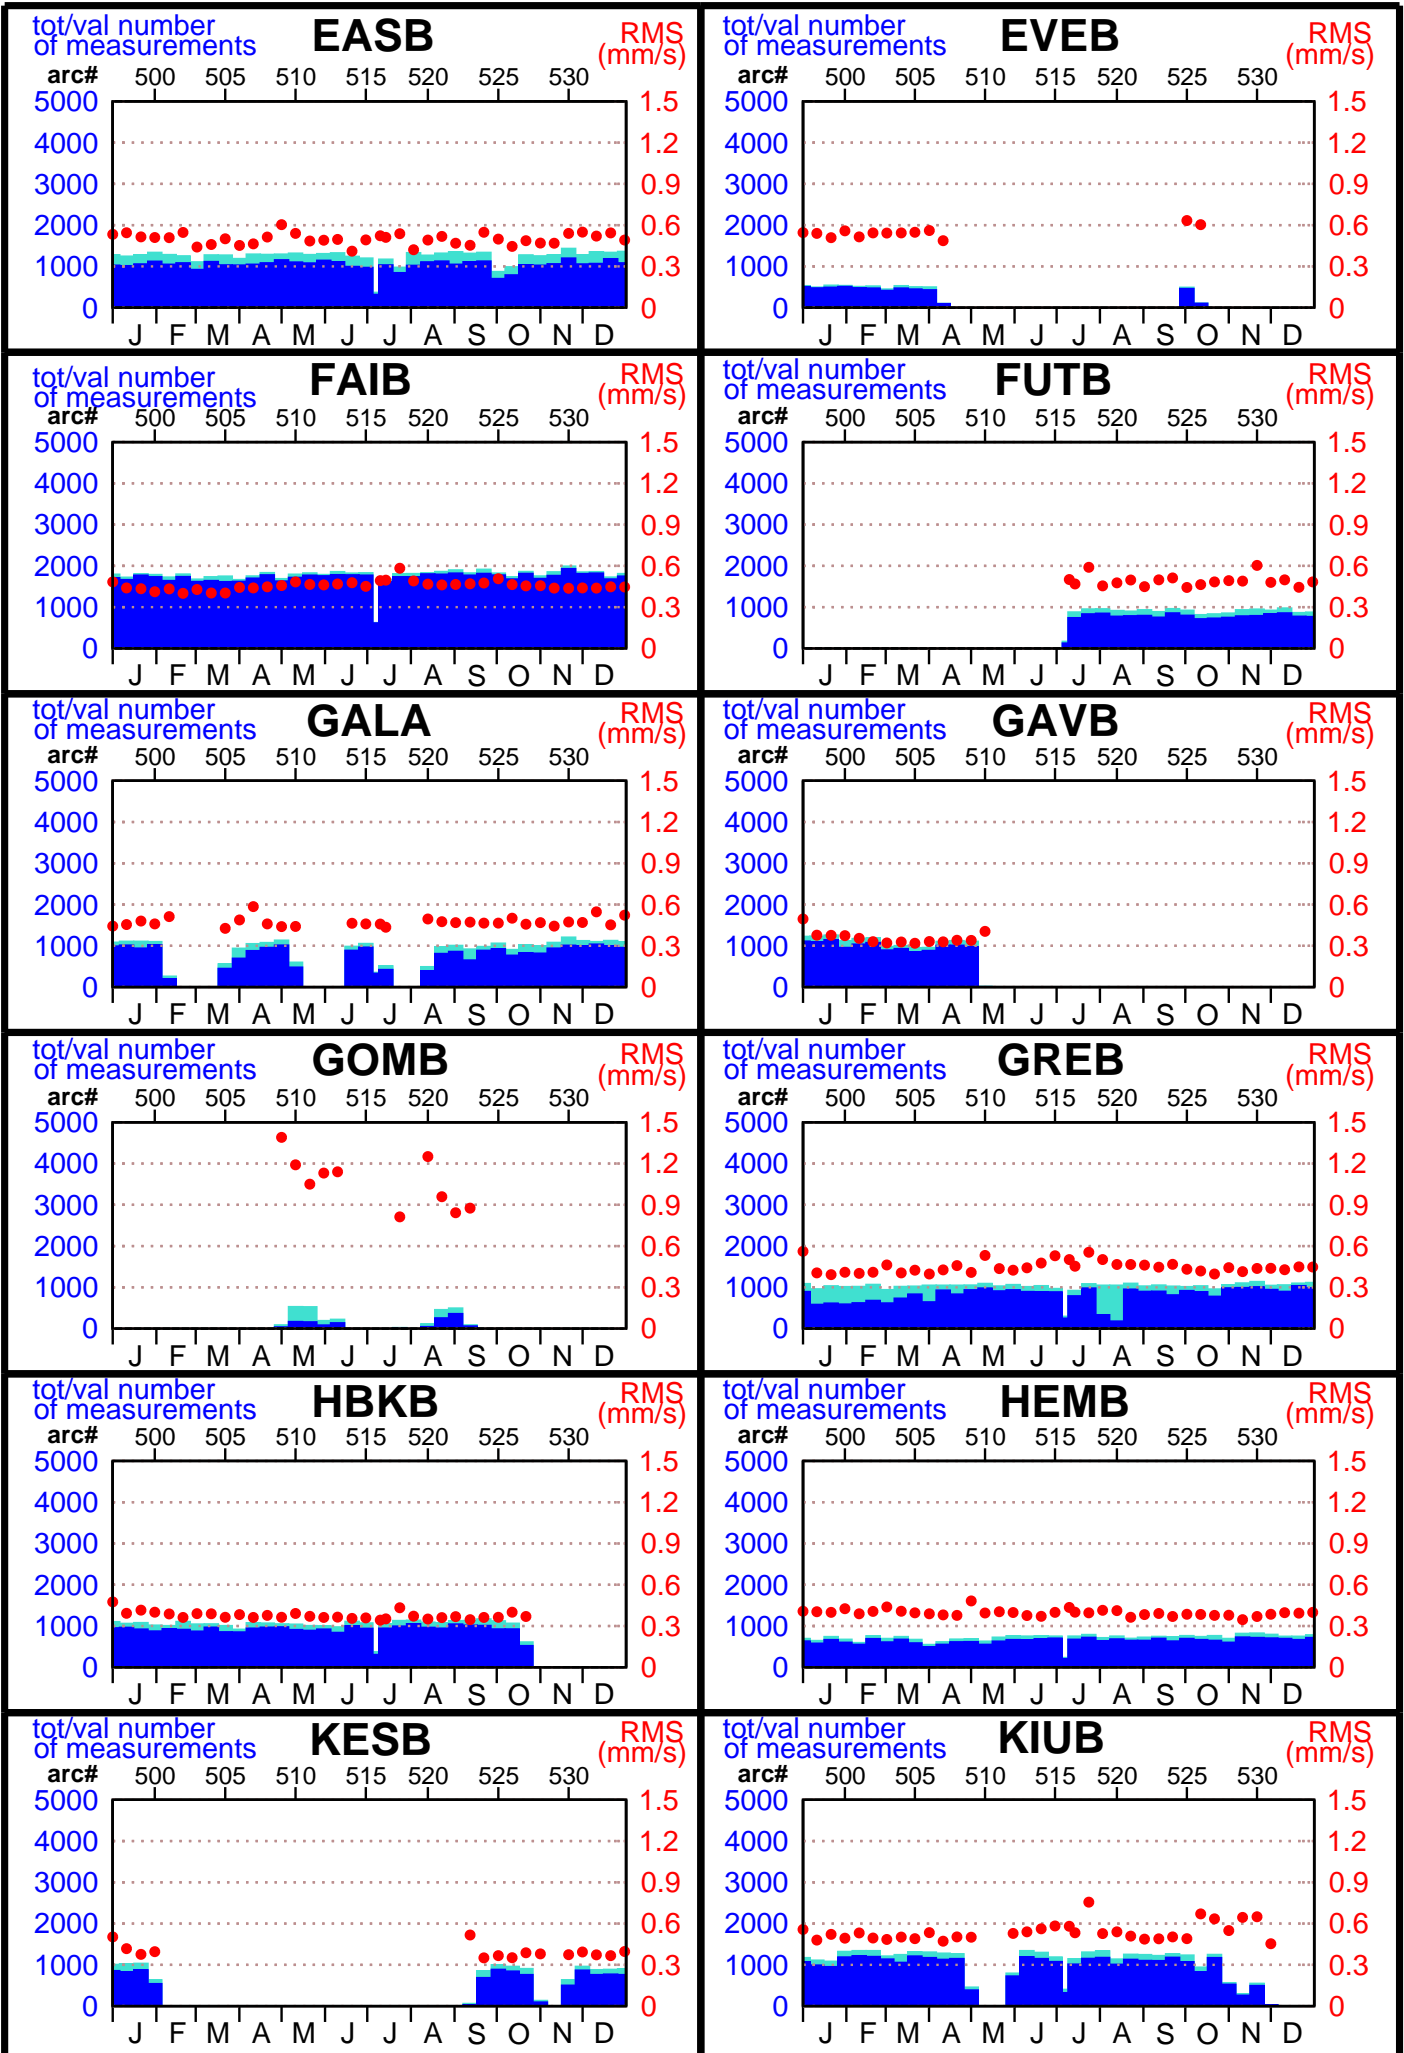 tot/val number
of measurements
EASB
RMS
(mm/s)
arc# 500 505 510 515 520 525 530
5000 1.5
4000 1.2
3000 0.9
2000 0.6
1000 0.3
0 0
J F M A M J J A S O N D
tot/val number
of measurements
EVEB
RMS
(mm/s)
arc# 500 505 510 515 520 525 530
5000 1.5
4000 1.2
3000 0.9
2000 0.6
1000 0.3
0 0
J F M A M J J A S O N D
tot/val number
of measurements
FAIB
RMS
(mm/s)
arc# 500 505 510 515 520 525 530
5000 1.5
4000 1.2
3000 0.9
2000 0.6
1000 0.3
0 0
J F M A M J J A S O N D
tot/val number
of measurements
FUTB
RMS
(mm/s)
arc# 500 505 510 515 520 525 530
5000 1.5
4000 1.2
3000 0.9
2000 0.6
1000 0.3
0 0
J F M A M J J A S O N D
tot/val number
of measurements
GALA
RMS
(mm/s)
arc# 500 505 510 515 520 525 530
5000 1.5
4000 1.2
3000 0.9
2000 0.6
1000 0.3
0 0
J F M A M J J A S O N D
tot/val number
of measurements
GAVB
RMS
(mm/s)
arc# 500 505 510 515 520 525 530
5000 1.5
4000 1.2
3000 0.9
2000 0.6
1000 0.3
0 0
J F M A M J J A S O N D
tot/val number
of measurements
GOMB
RMS
(mm/s)
arc# 500 505 510 515 520 525 530
5000 1.5
4000 1.2
3000 0.9
2000 0.6
1000 0.3
0 0
J F M A M J J A S O N D
tot/val number
of measurements
GREB
RMS
(mm/s)
arc# 500 505 510 515 520 525 530
5000 1.5
4000 1.2
3000 0.9
2000 0.6
1000 0.3
0 0
J F M A M J J A S O N D
tot/val number
of measurements
HBKB
RMS
(mm/s)
arc# 500 505 510 515 520 525 530
5000 1.5
4000 1.2
3000 0.9
2000 0.6
1000 0.3
0 0
J F M A M J J A S O N D
tot/val number
of measurements
HEMB
RMS
(mm/s)
arc# 500 505 510 515 520 525 530
5000 1.5
4000 1.2
3000 0.9
2000 0.6
1000 0.3
0 0
J F M A M J J A S O N D
tot/val number
of measurements
KESB
RMS
(mm/s)
arc# 500 505 510 515 520 525 530
5000 1.5
4000 1.2
3000 0.9
2000 0.6
1000 0.3
0 0
J F M A M J J A S O N D
tot/val number
of measurements
KIUB
RMS
(mm/s)
arc# 500 505 510 515 520 525 530
5000 1.5
4000 1.2
3000 0.9
2000 0.6
1000 0.3
0 0
J F M A M J J A S O N D